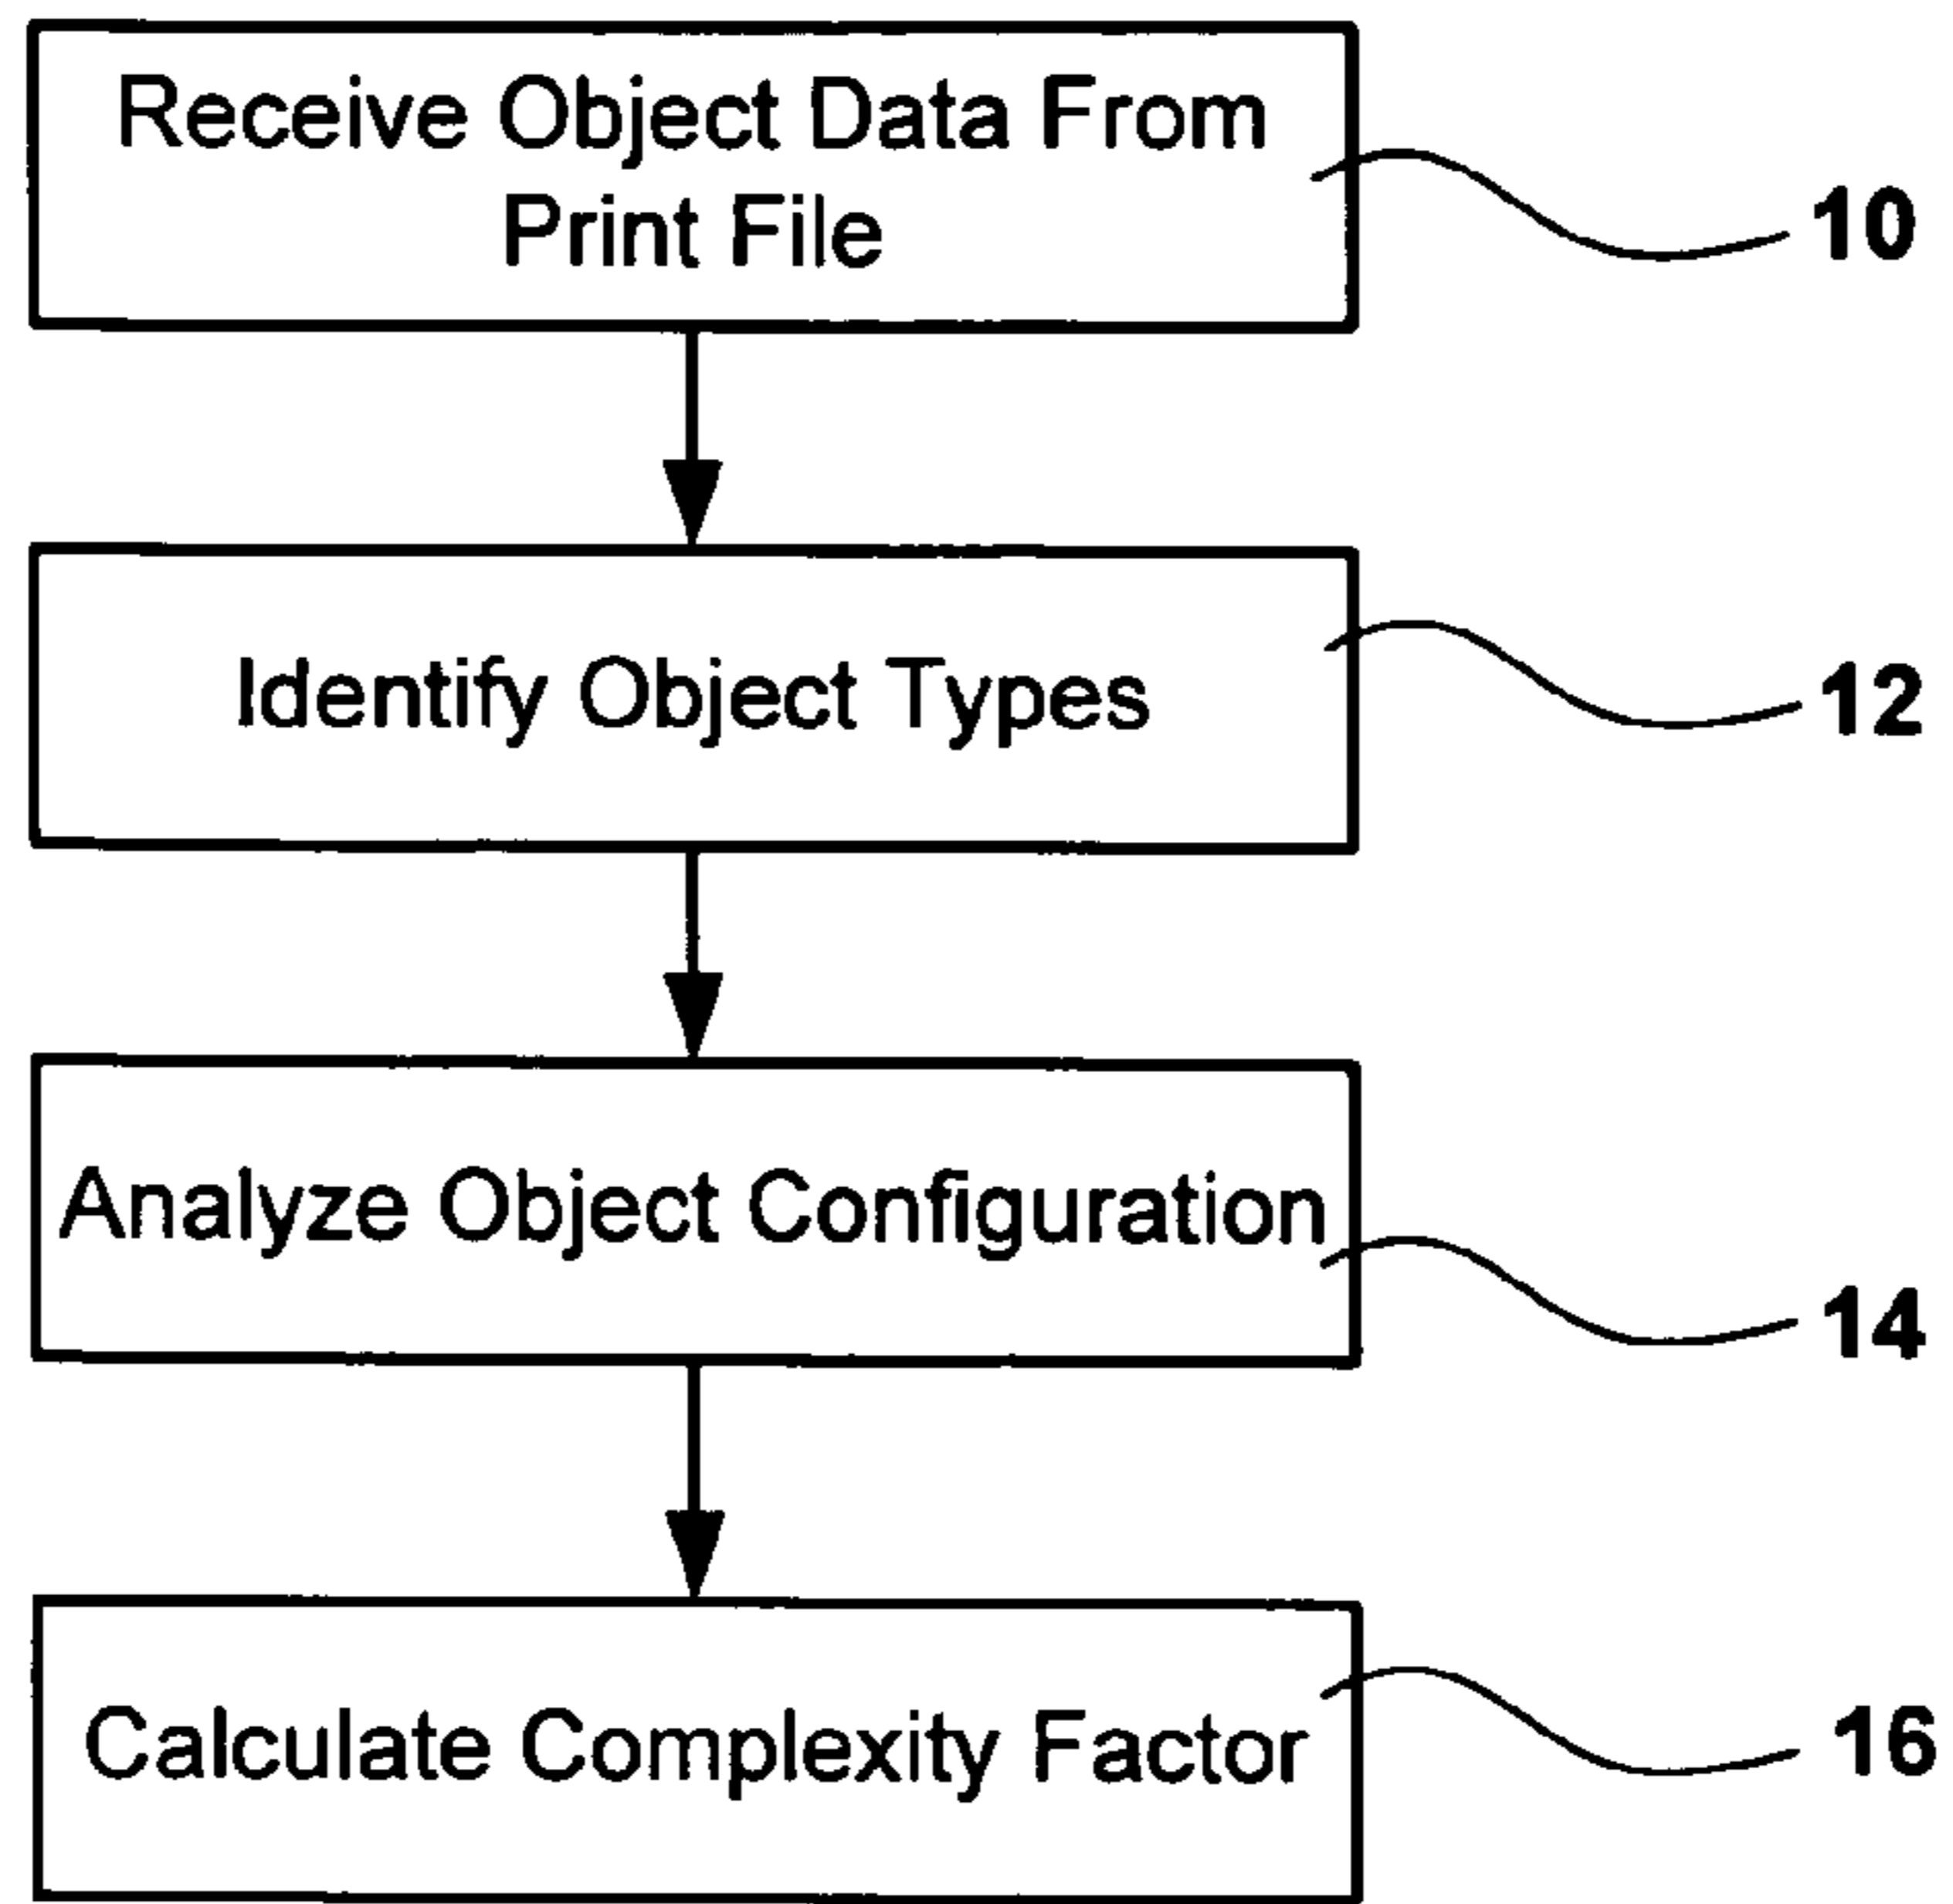 Receive Object Data From
Print File
10
Identify Object Types
12
Analyze Object Configuration
14
Calculate Complexity Factor
16